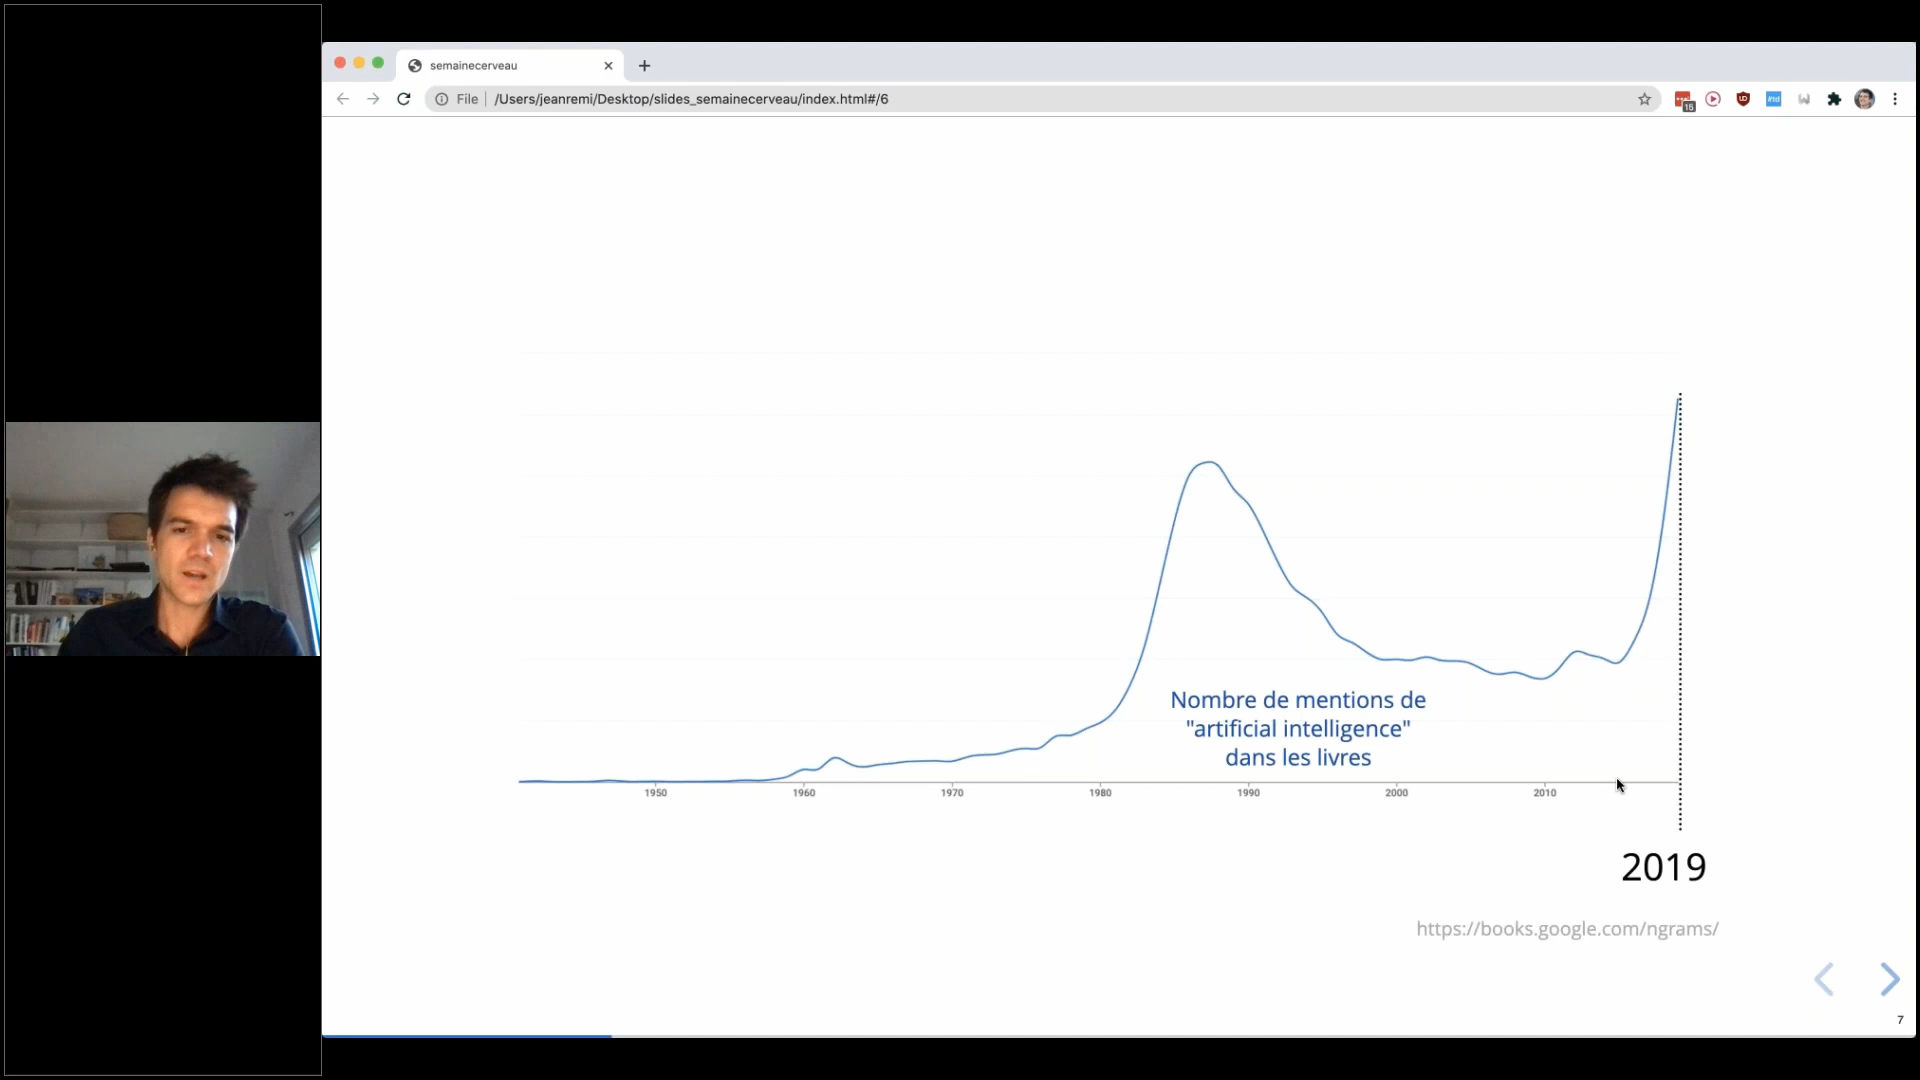 semainecerveau
File
/Users/jeanremi/Desktop/slides_semainecerveau/index.html#/6
15
Nombre de mentions de
"artificial intelligence"
dans les livres
1950
1960
1970
1980
1990
2000
2010
2019
https://books.google.com/ngrams/
7